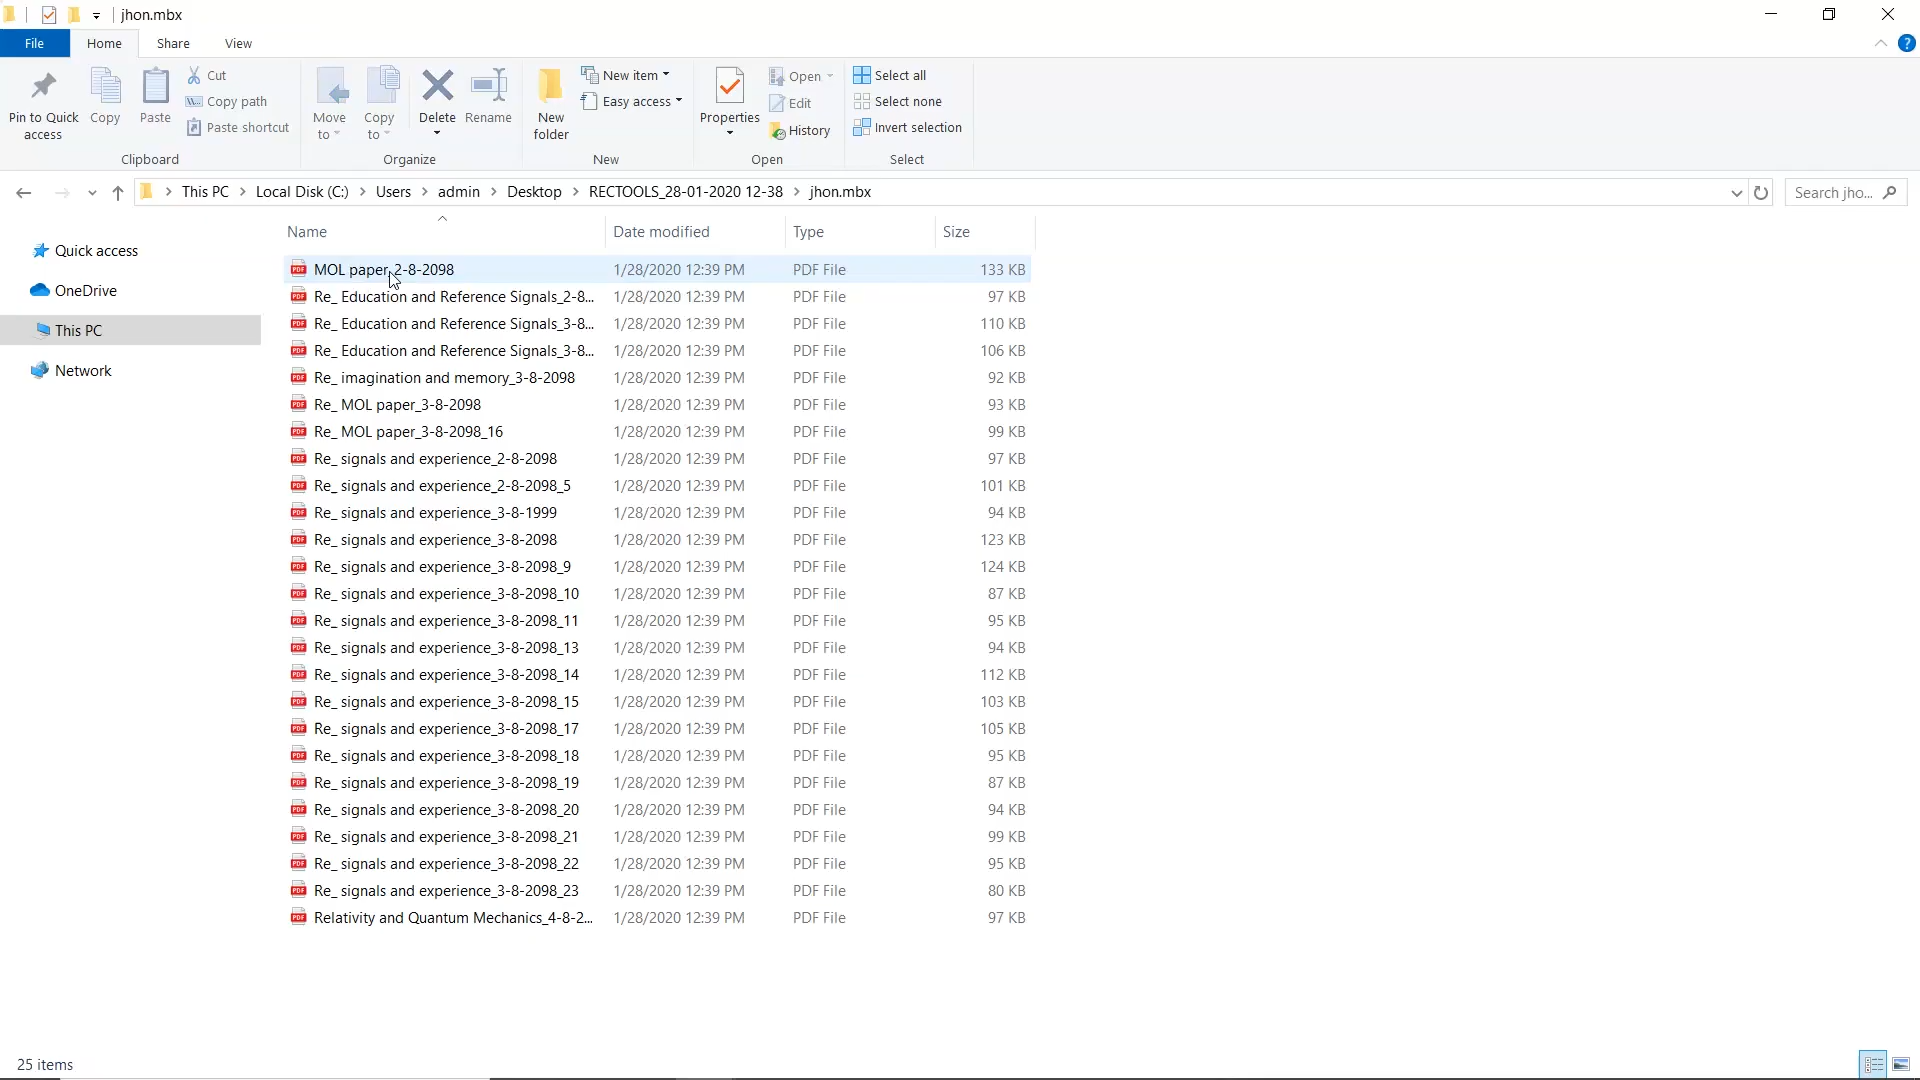 jhon.mbx
File Home Share View
Pin to Quick access
Copy
Paste
Cut
Copy path
Paste shortcut
Clipboard
Move to
Copy to
Delete
Rename
Organize
New folder
New item
Easy access
New
Properties
Open
Edit
History
Open
Select all
Select none
Invert selection
Select
This PC > Local Disk (C:) > Users > admin > Desktop > RECTOOLS_28-01-2020 12-38 > jhon.mbx
Search jho...
Quick access
OneDrive
This PC
Network
Name Date modified Type Size
MOL paper_2-8-2098 1/28/2020 12:39 PM PDF File 133 KB
Re_ Education and Reference Signals_2-8... 1/28/2020 12:39 PM PDF File 97 KB
Re_ Education and Reference Signals_3-8... 1/28/2020 12:39 PM PDF File 110 KB
Re_ Education and Reference Signals_3-8... 1/28/2020 12:39 PM PDF File 106 KB
Re_ imagination and memory_3-8-2098 1/28/2020 12:39 PM PDF File 92 KB
Re_ MOL paper_3-8-2098 1/28/2020 12:39 PM PDF File 93 KB
Re_ MOL paper_3-8-2098_16 1/28/2020 12:39 PM PDF File 99 KB
Re_ signals and experience_2-8-2098 1/28/2020 12:39 PM PDF File 97 KB
Re_ signals and experience_2-8-2098_5 1/28/2020 12:39 PM PDF File 101 KB
Re_ signals and experience_3-8-1999 1/28/2020 12:39 PM PDF File 94 KB
Re_ signals and experience_3-8-2098 1/28/2020 12:39 PM PDF File 123 KB
Re_ signals and experience_3-8-2098_9 1/28/2020 12:39 PM PDF File 124 KB
Re_ signals and experience_3-8-2098_10 1/28/2020 12:39 PM PDF File 87 KB
Re_ signals and experience_3-8-2098_11 1/28/2020 12:39 PM PDF File 95 KB
Re_ signals and experience_3-8-2098_13 1/28/2020 12:39 PM PDF File 94 KB
Re_ signals and experience_3-8-2098_14 1/28/2020 12:39 PM PDF File 112 KB
Re_ signals and experience_3-8-2098_15 1/28/2020 12:39 PM PDF File 103 KB
Re_ signals and experience_3-8-2098_17 1/28/2020 12:39 PM PDF File 105 KB
Re_ signals and experience_3-8-2098_18 1/28/2020 12:39 PM PDF File 95 KB
Re_ signals and experience_3-8-2098_19 1/28/2020 12:39 PM PDF File 87 KB
Re_ signals and experience_3-8-2098_20 1/28/2020 12:39 PM PDF File 94 KB
Re_ signals and experience_3-8-2098_21 1/28/2020 12:39 PM PDF File 99 KB
Re_ signals and experience_3-8-2098_22 1/28/2020 12:39 PM PDF File 95 KB
Re_ signals and experience_3-8-2098_23 1/28/2020 12:39 PM PDF File 80 KB
Relativity and Quantum Mechanics_4-8-2... 1/28/2020 12:39 PM PDF File 97 KB
25 items